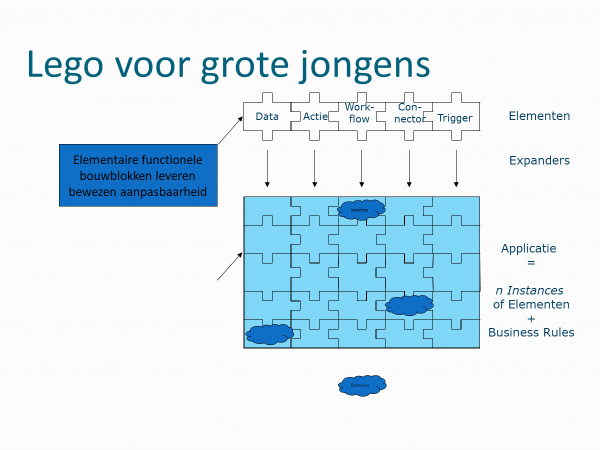 Lego voor grote jongens
Data
Actie
Work-
flow
Con-
nector
Trigger
Elementen
Expanders
Elementaire functionele
bouwblokken leveren
bewezen aanpasbaarheid
Applicatie
=
n Instances
of Elementen
+
Business Rules